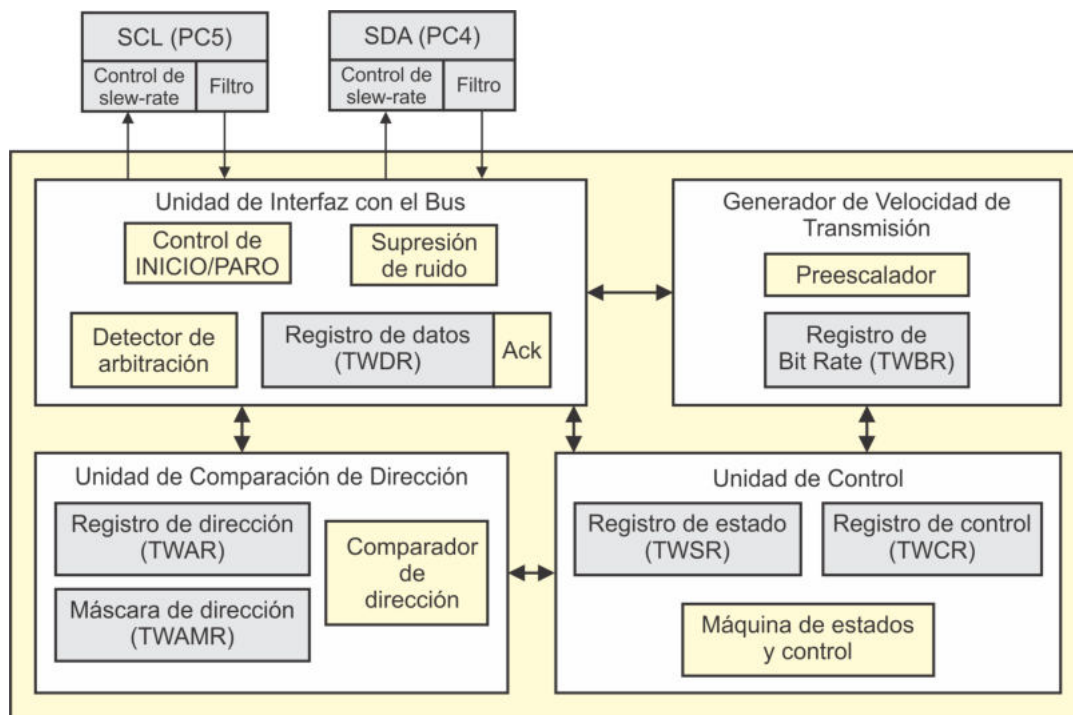 SCL (PC5)
Control de
slew-rate
Filtro
SDA (PC4)
Control de
slew-rate
Filtro
Unidad de Interfaz con el Bus
Control de
INICIO/PARO
Supresión
de ruido
Detector de
arbitración
Registro de datos
(TWDR)
Ack
Generador de Velocidad de
Transmisión
Preescalador
Registro de
Bit Rate (TWBR)
Unidad de Comparación de Dirección
Registro de dirección
(TWAR)
Máscara de dirección
(TWAMR)
Comparador
de
dirección
Unidad de Control
Registro de estado
(TWSR)
Registro de control
(TWCR)
Máquina de estados
y control